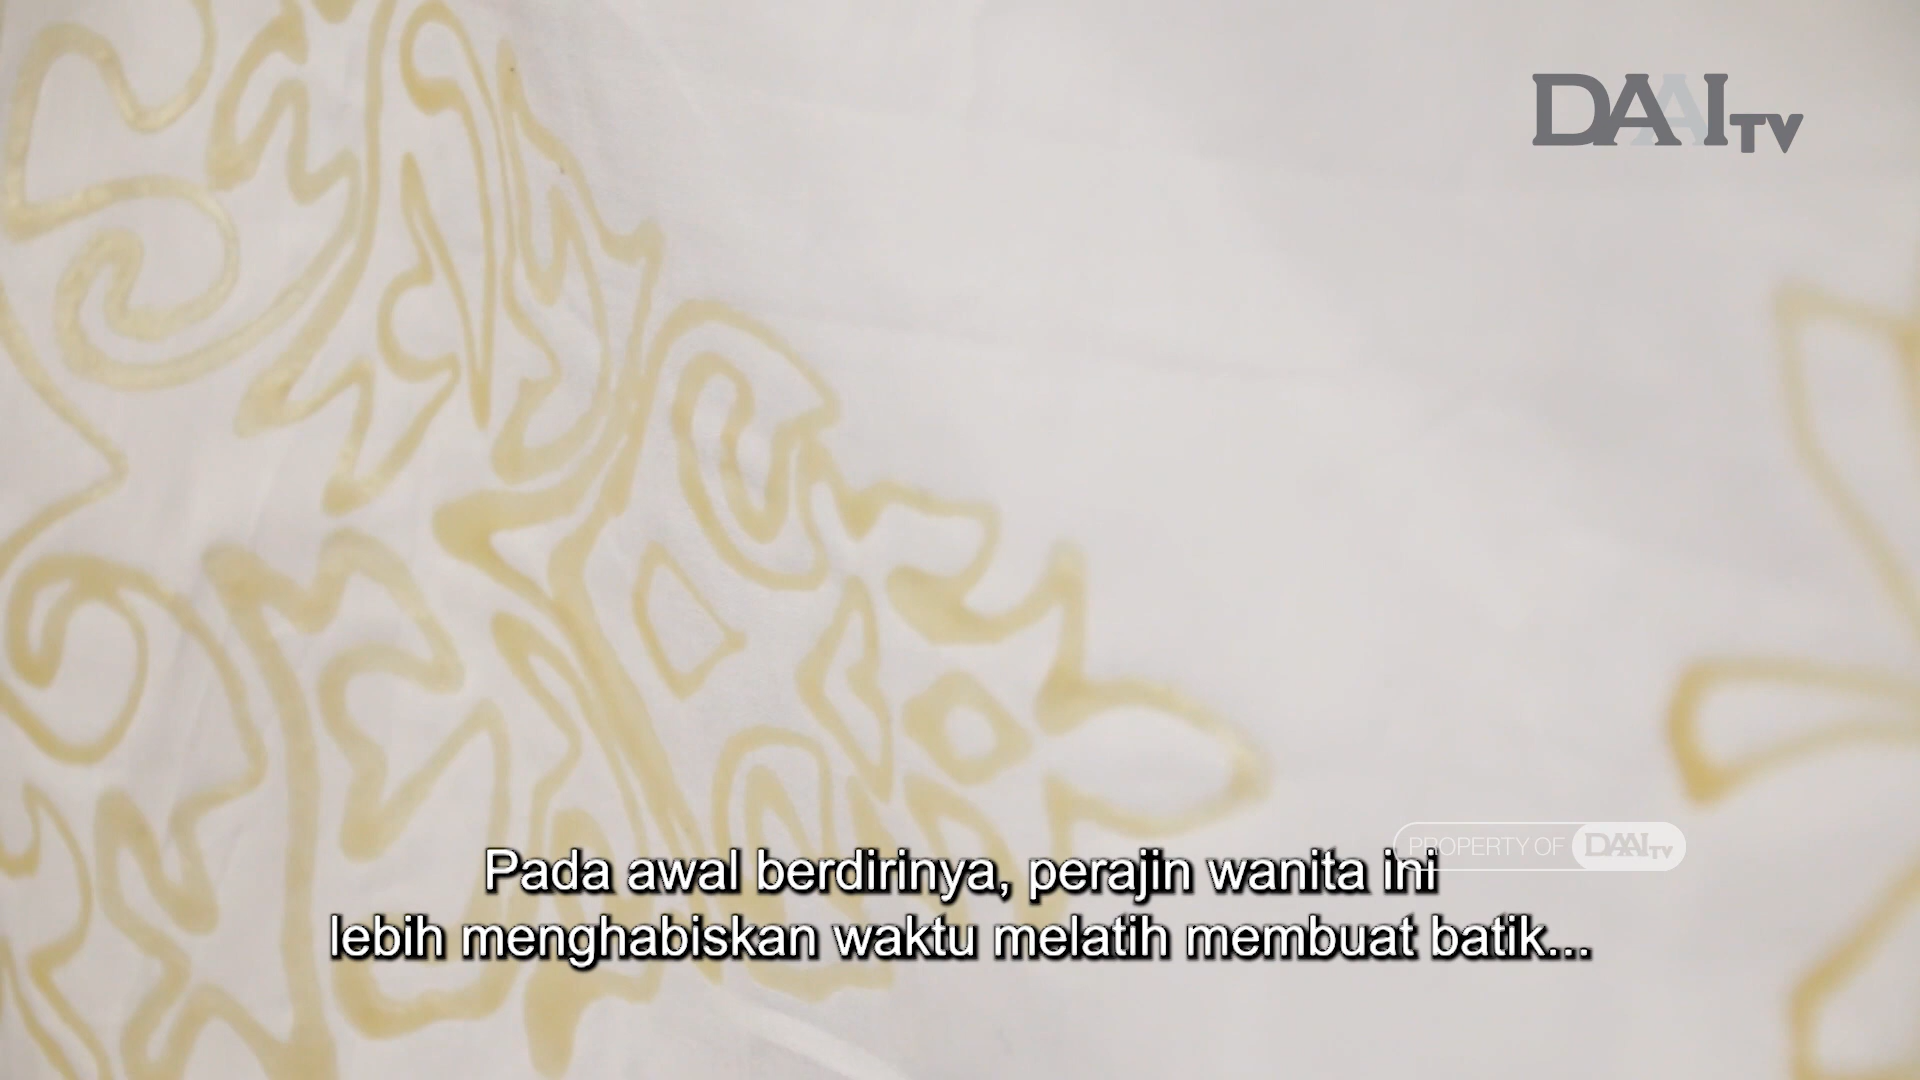 DAAI TV
PROPERTY OF DAAI TV
Pada awal berdirinya, perajin wanita ini
lebih menghabiskan waktu melatih membuat batik...